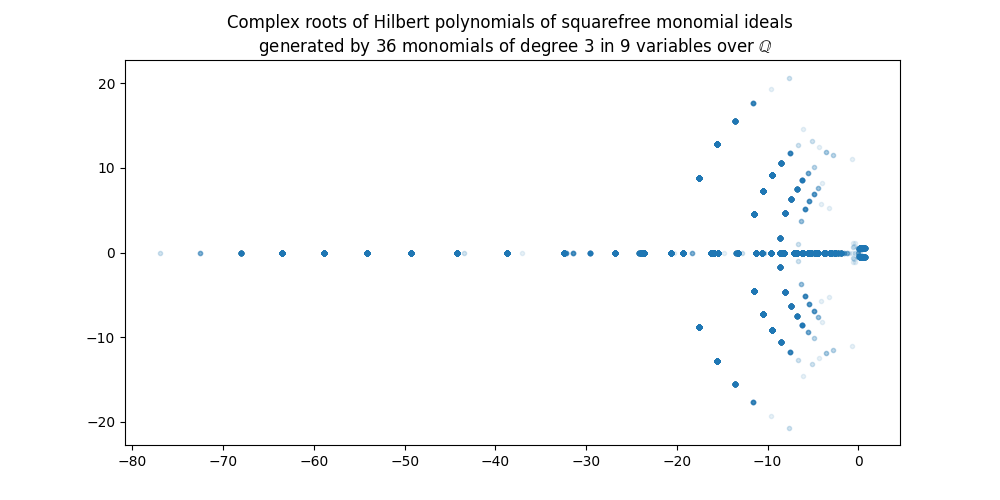 Complex roots of Hilbert polynomials of squarefree monomial ideals
generated by 36 monomials of degree 3 in 9 variables over ℚ
20
10
0
−10
−20
−80 −70 −60 −50 −40 −30 −20 −10 0